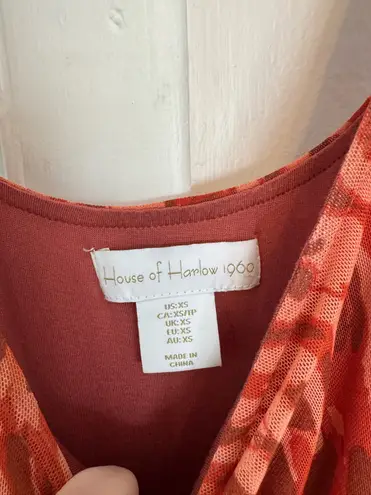 House of Harlow 1960
US:XS
CA:XS/TP
UK:XS
EU:XS
AU:XS
MADE IN
CHINA